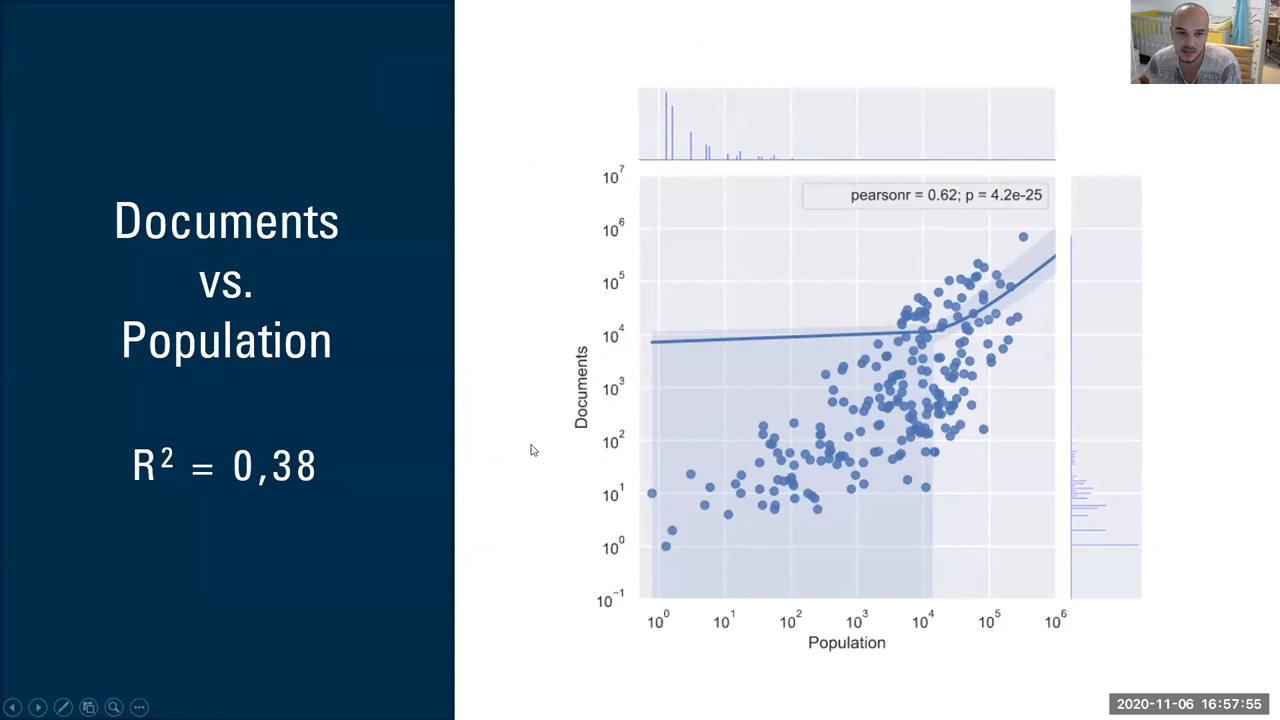 Documents
vs.
Population
R² = 0,38
pearsonr = 0.62; p = 4.2e-25
10⁷
10⁶
10⁵
10⁴
10³
10²
10¹
10⁰
10⁻¹
Documents
10⁰ 10¹ 10² 10³ 10⁴ 10⁵ 10⁶
Population
2020-11-06 16:57:55